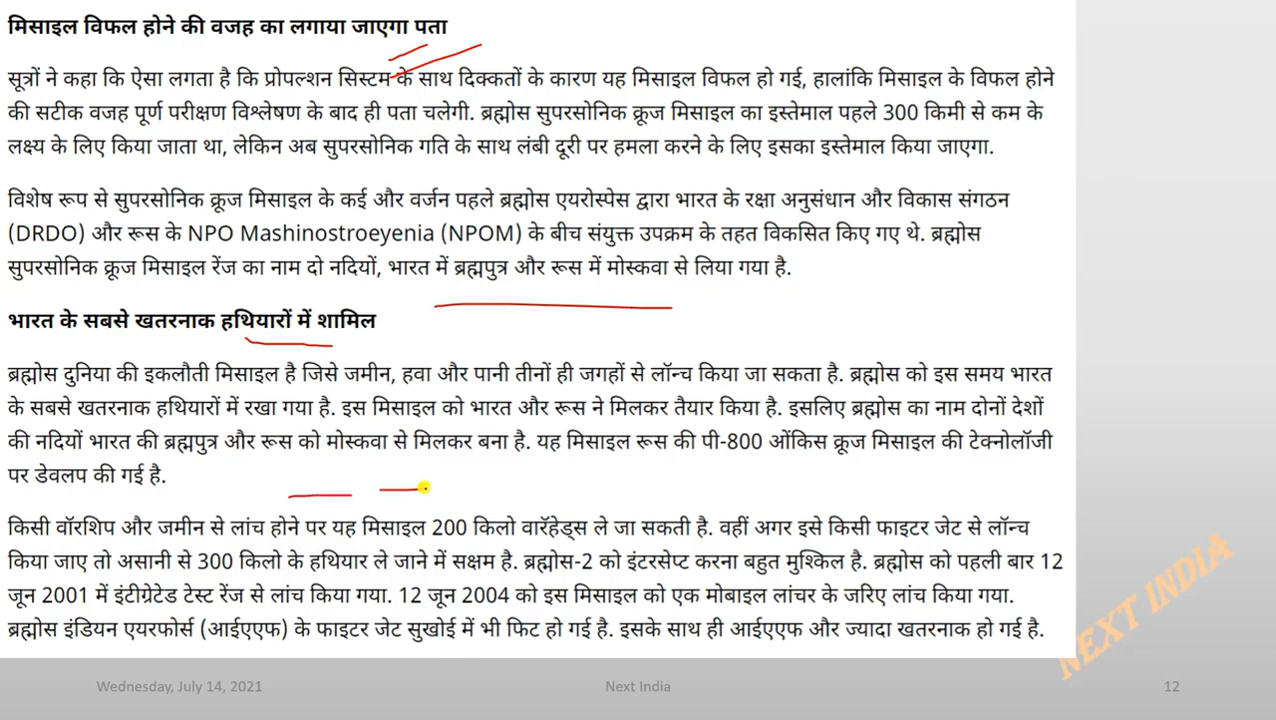 मिसाइल विफल होने की वजह का लगाया जाएगा पता
सूत्रों ने कहा कि ऐसा लगता है कि प्रोपल्शन सिस्टम के साथ दिक्कतों के कारण यह मिसाइल विफल हो गई, हालांकि मिसाइल के विफल होने
की सटीक वजह पूर्ण परीक्षण विश्लेषण के बाद ही पता चलेगी. ब्रह्मोस सुपरसोनिक क्रूज मिसाइल का इस्तेमाल पहले 300 किमी से कम के
लक्ष्य के लिए किया जाता था, लेकिन अब सुपरसोनिक गति के साथ लंबी दूरी पर हमला करने के लिए इसका इस्तेमाल किया जाएगा.
विशेष रूप से सुपरसोनिक क्रूज मिसाइल के कई और वर्जन पहले ब्रह्मोस एयरोस्पेस द्वारा भारत के रक्षा अनुसंधान और विकास संगठन
(DRDO) और रूस के NPO Mashinostroeyenia (NPOM) के बीच संयुक्त उपक्रम के तहत विकसित किए गए थे. ब्रह्मोस
सुपरसोनिक क्रूज मिसाइल रेंज का नाम दो नदियों, भारत में ब्रह्मपुत्र और रूस में मोस्कवा से लिया गया है.
भारत के सबसे खतरनाक हथियारों में शामिल
ब्रह्मोस दुनिया की इकलौती मिसाइल है जिसे जमीन, हवा और पानी तीनों ही जगहों से लॉन्च किया जा सकता है. ब्रह्मोस को इस समय भारत
के सबसे खतरनाक हथियारों में रखा गया है. इस मिसाइल को भारत और रूस ने मिलकर तैयार किया है. इसलिए ब्रह्मोस का नाम दोनों देशों
की नदियों भारत की ब्रह्मपुत्र और रूस को मोस्कवा से मिलकर बना है. यह मिसाइल रूस की पी-800 ओंकिस क्रूज मिसाइल की टेक्नोलॉजी
पर डेवलप की गई है.
किसी वॉरशिप और जमीन से लांच होने पर यह मिसाइल 200 किलो वारॅहेड्स ले जा सकती है. वहीं अगर इसे किसी फाइटर जेट से लॉन्च
किया जाए तो असानी से 300 किलो के हथियार ले जाने में सक्षम है. ब्रह्मोस-2 को इंटरसेप्ट करना बहुत मुश्किल है. ब्रह्मोस को पहली बार 12
जून 2001 में इंटीग्रेटेड टेस्ट रेंज से लांच किया गया. 12 जून 2004 को इस मिसाइल को एक मोबाइल लांचर के जरिए लांच किया गया.
ब्रह्मोस इंडियन एयरफोर्स (आईएएफ) के फाइटर जेट सुखोई में भी फिट हो गई है. इसके साथ ही आईएएफ और ज्यादा खतरनाक हो गई है.
NEXT INDIA
Wednesday, July 14, 2021
Next India
12